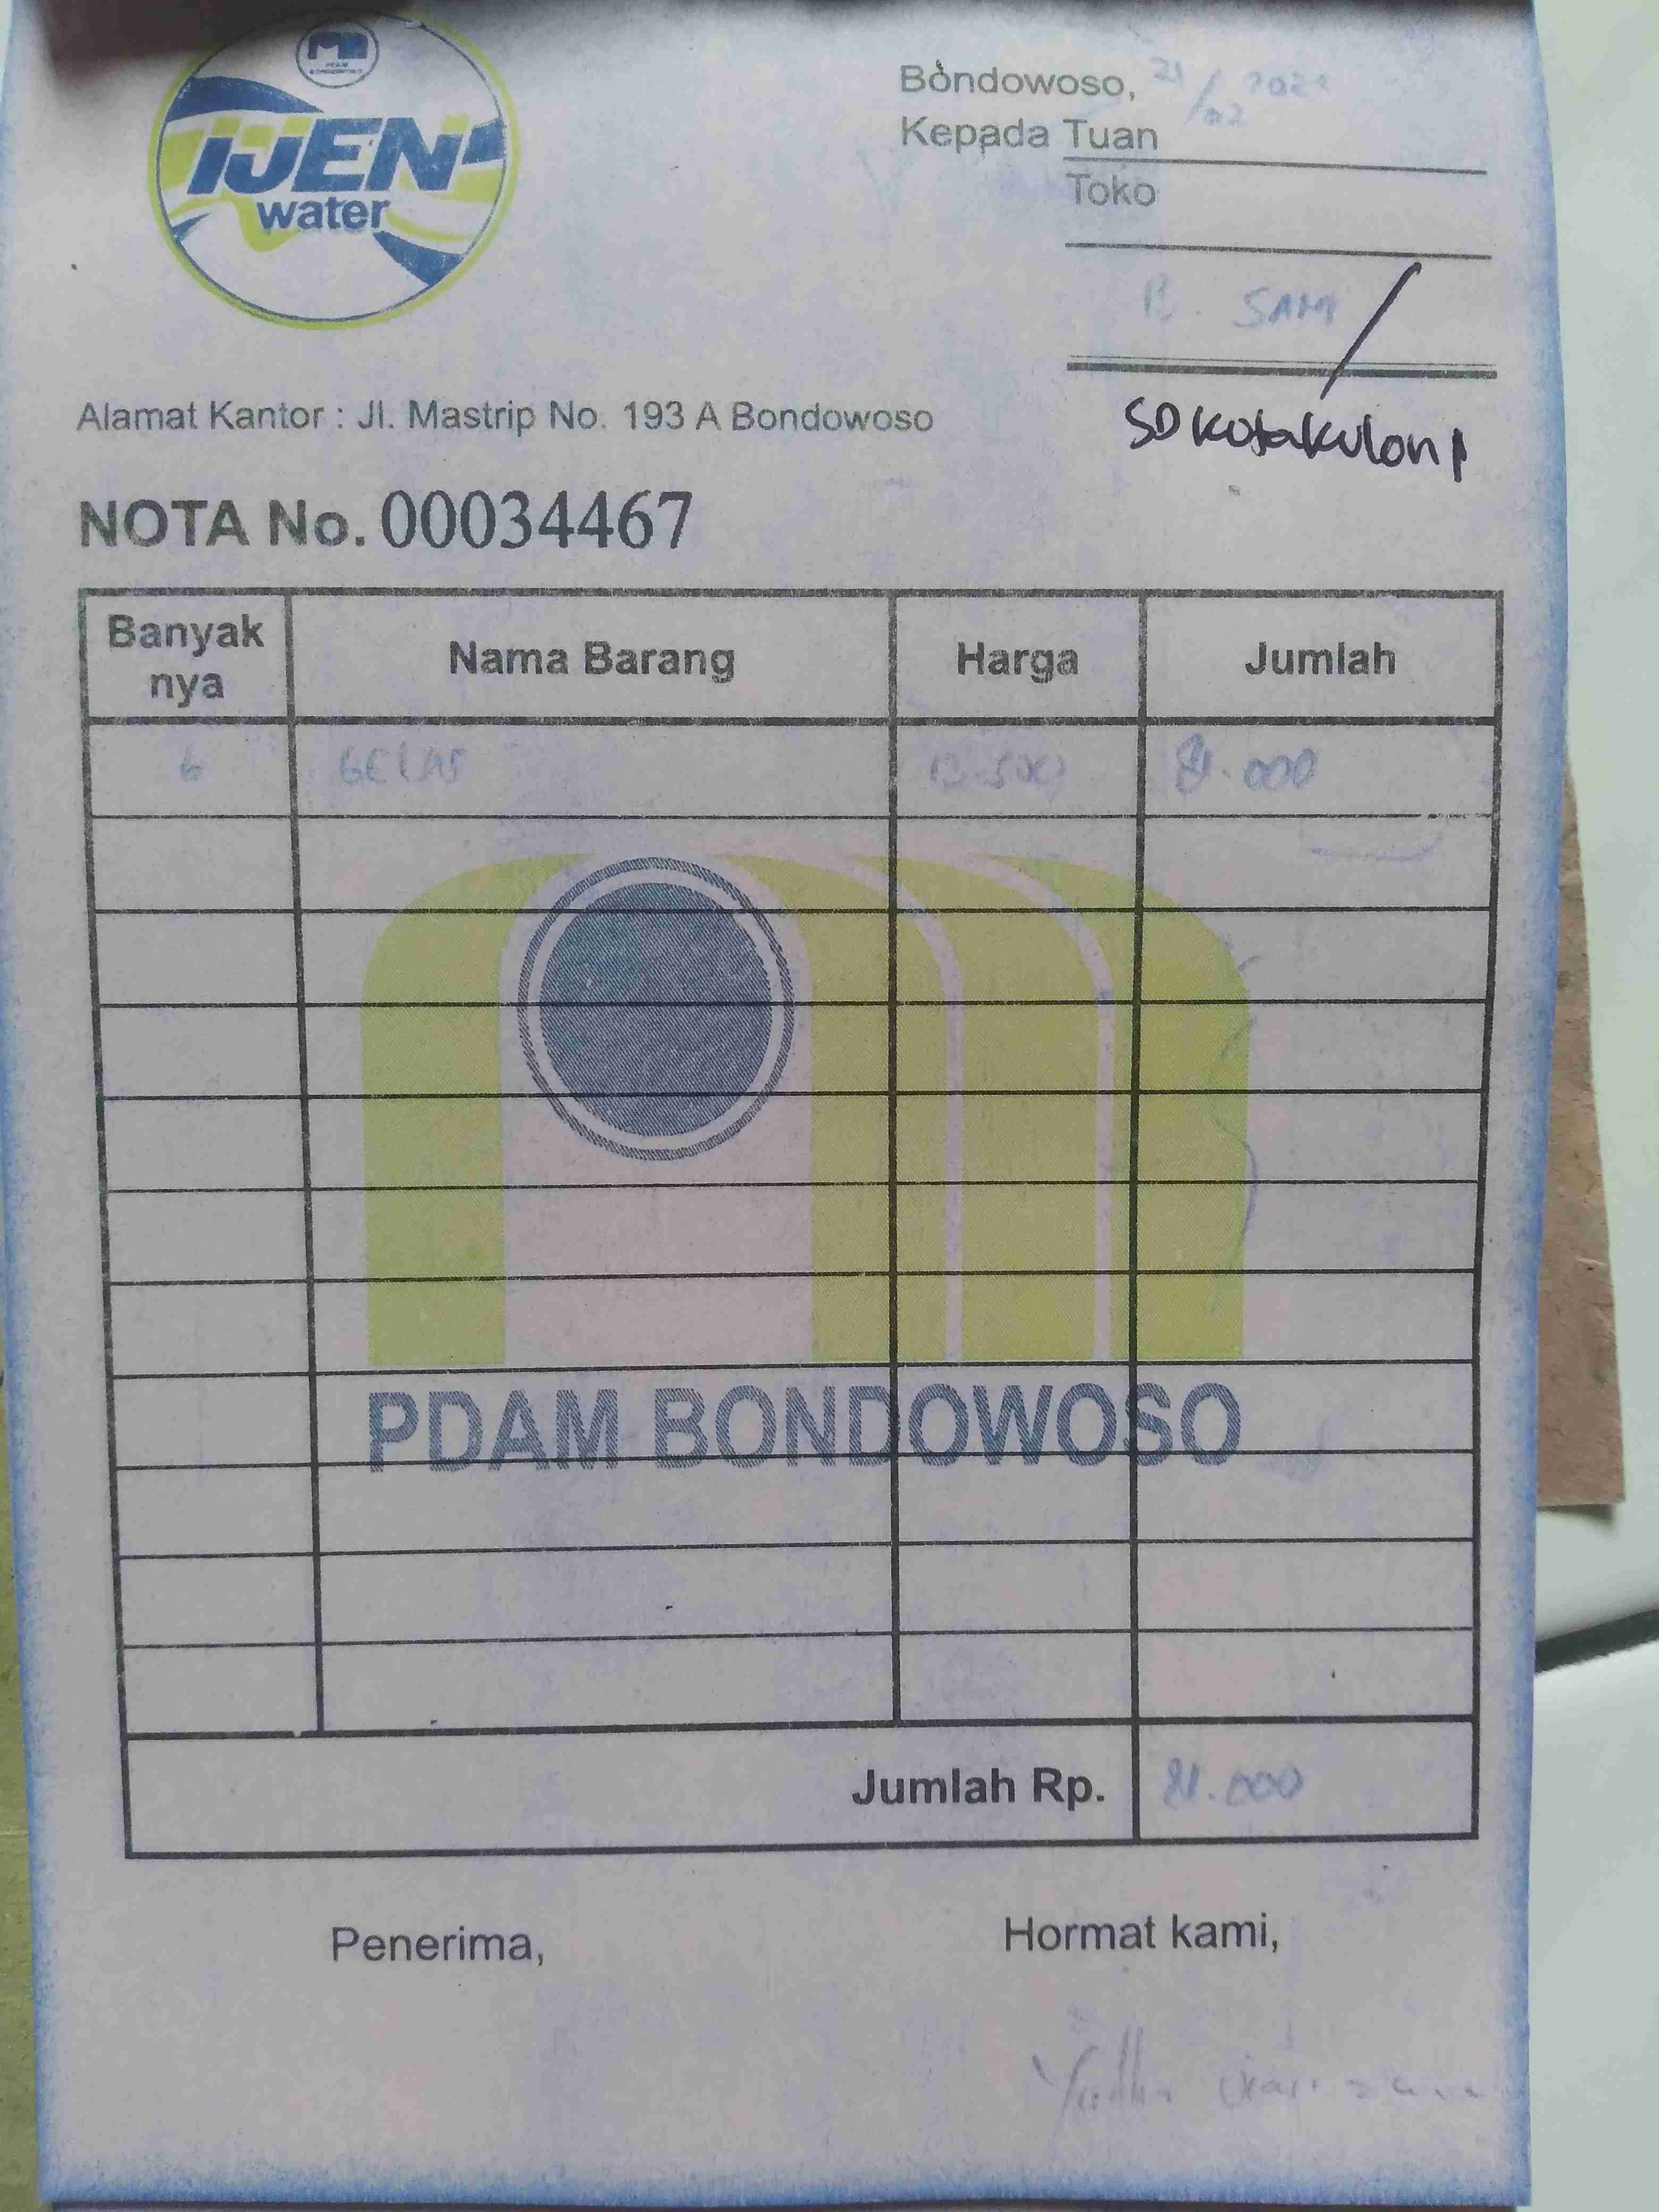 PDAM
BONDOWOSO
IJEN
water
Bondowoso, 21/02 2022
Kepada Tuan
Toko
B. SAM
SD Kotakulon 1
Alamat Kantor : Jl. Mastrip No. 193 A Bondowoso
NOTA No. 00034467
Banyak nya Nama Barang Harga Jumlah
6 GELAS 13.500 81.000
PDAM BONDOWOSO
Jumlah Rp. 81.000
Penerima, Hormat kami,